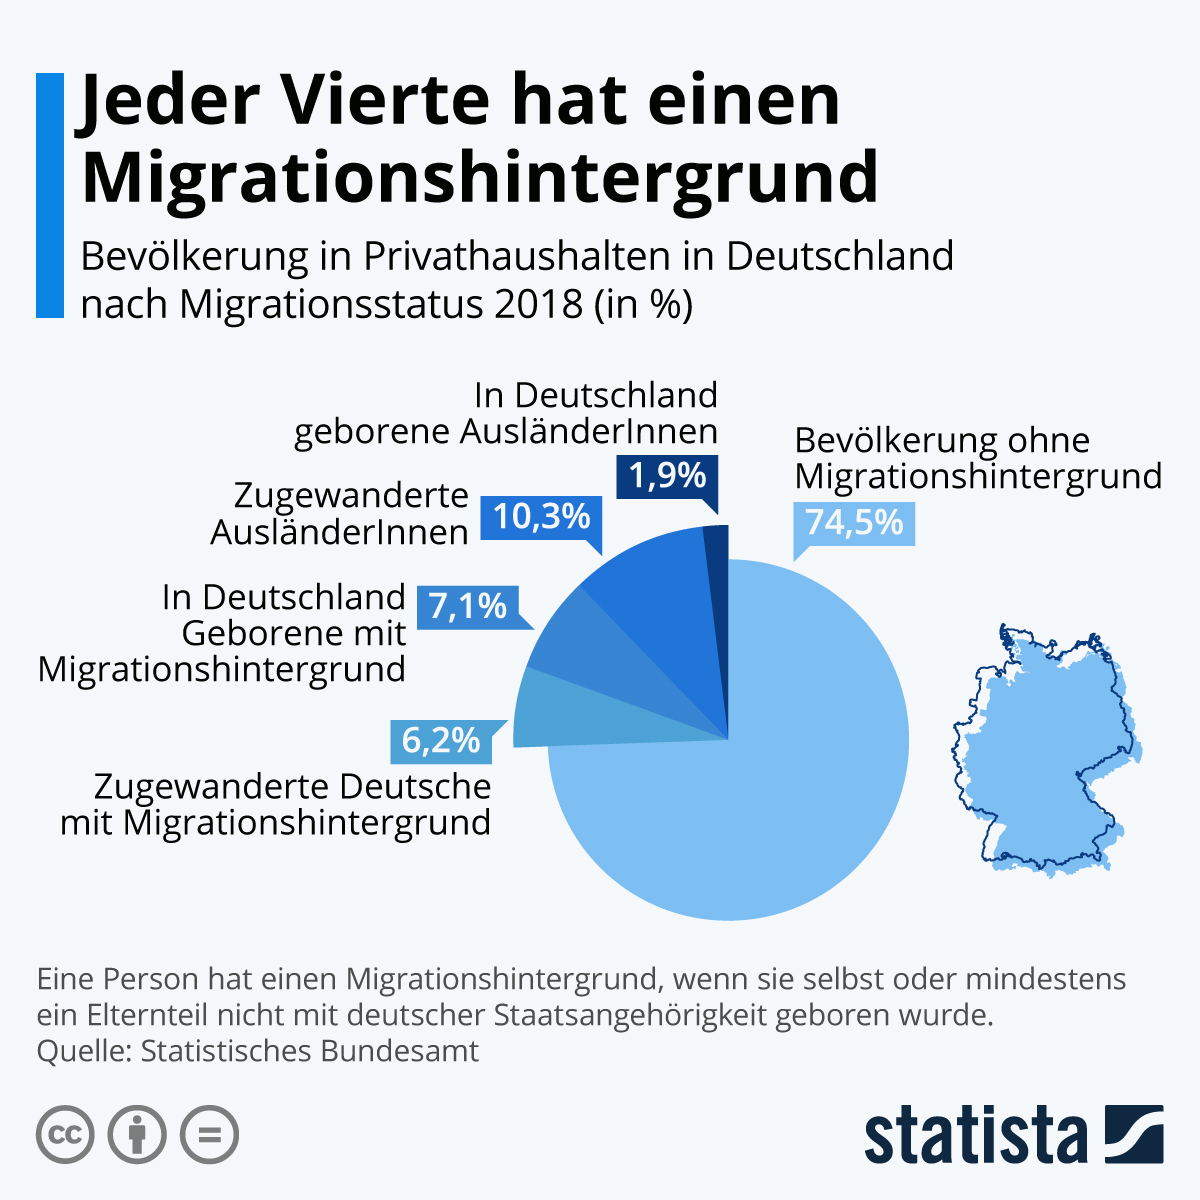 Jeder Vierte hat einen
Migrationshintergrund
Bevölkerung in Privathaushalten in Deutschland
nach Migrationsstatus 2018 (in %)
In Deutschland
geborene AusländerInnen
1,9%
Bevölkerung ohne
Migrationshintergrund
74,5%
Zugewanderte
AusländerInnen
10,3%
In Deutschland
Geborene mit
Migrationshintergrund
7,1%
6,2%
Zugewanderte Deutsche
mit Migrationshintergrund
Eine Person hat einen Migrationshintergrund, wenn sie selbst oder mindestens
ein Elternteil nicht mit deutscher Staatsangehörigkeit geboren wurde.
Quelle: Statistisches Bundesamt
cc
statista